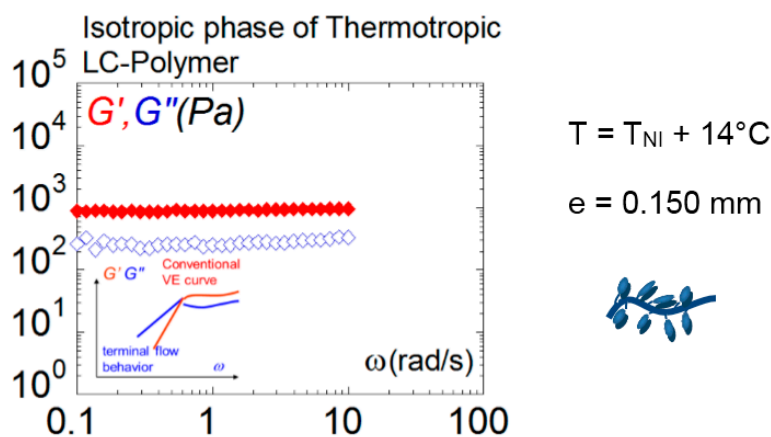 Isotropic phase of Thermotropic
LC-Polymer
10⁵
G',G"(Pa)
10⁴
10³
10²
10¹
10⁰
G' G"
Conventional
VE curve
terminal flow
behavior
ω
ω(rad/s)
0.1 1 10 100
T = T_NI + 14°C
e = 0.150 mm